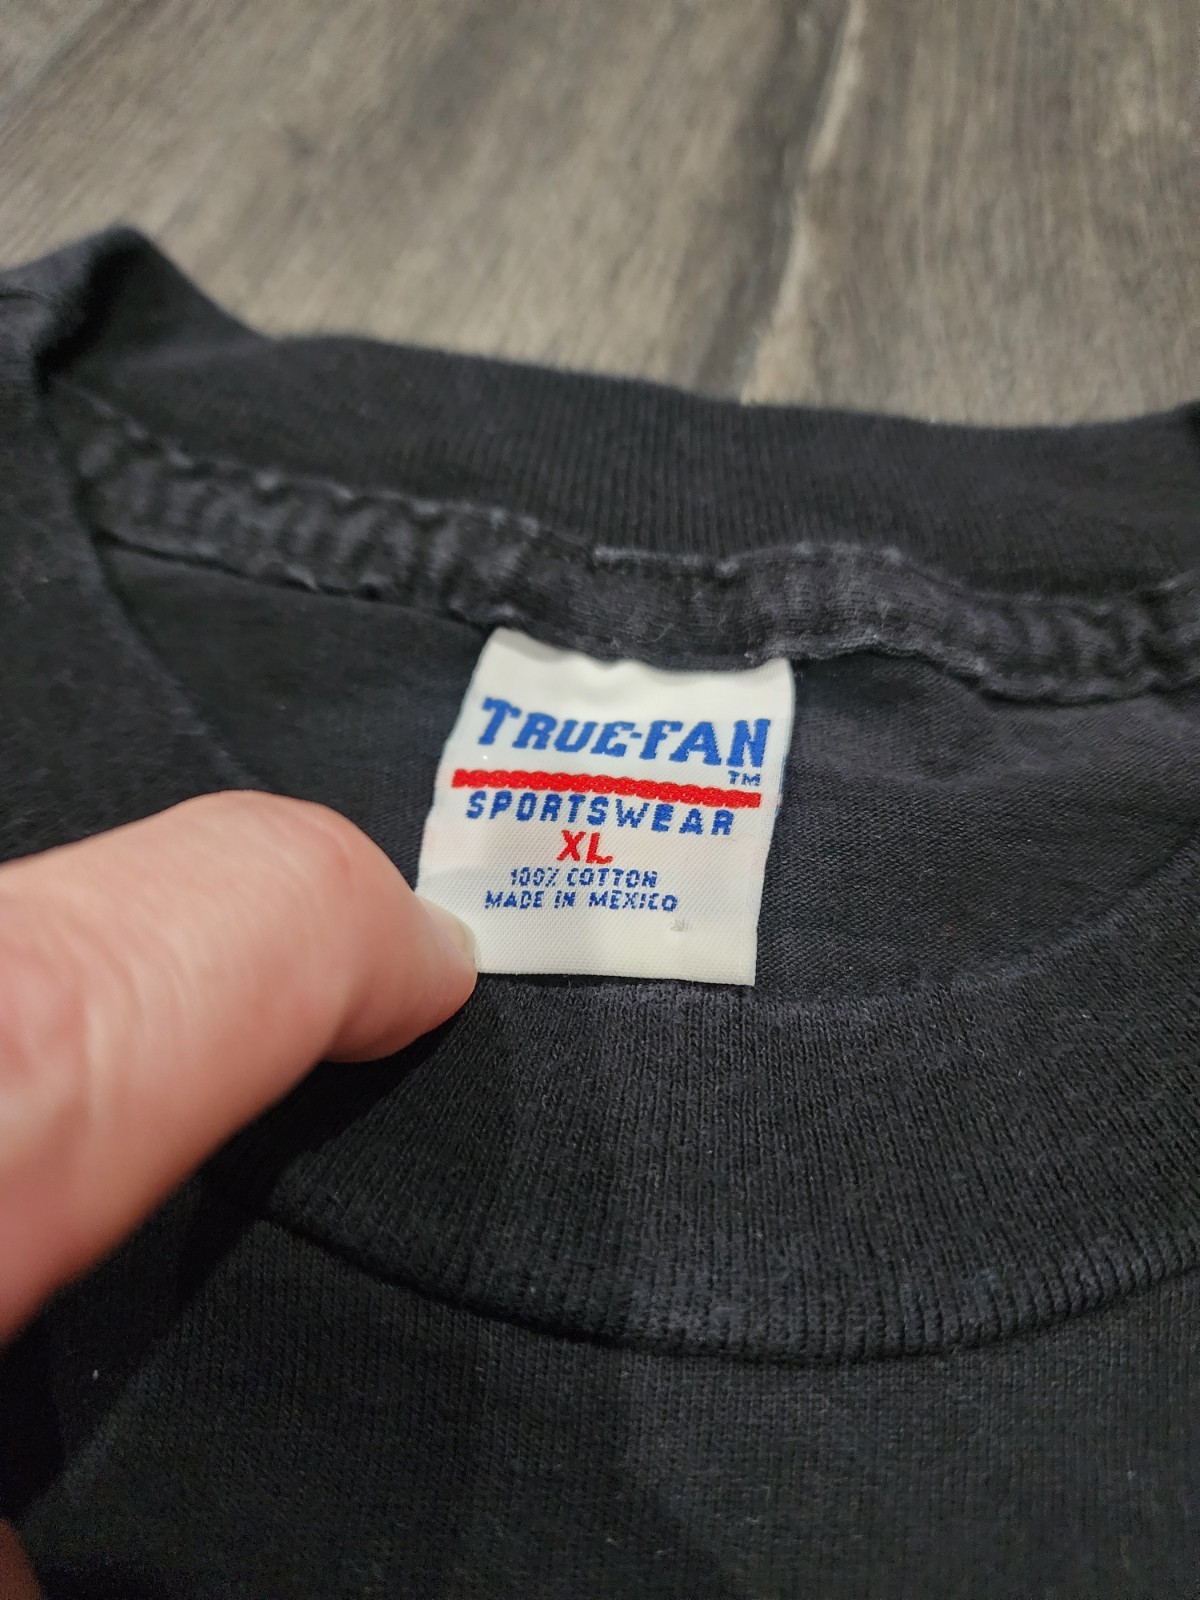 TRUE-FAN
TM
SPORTSWEAR
XL
100% COTTON
MADE IN MEXICO